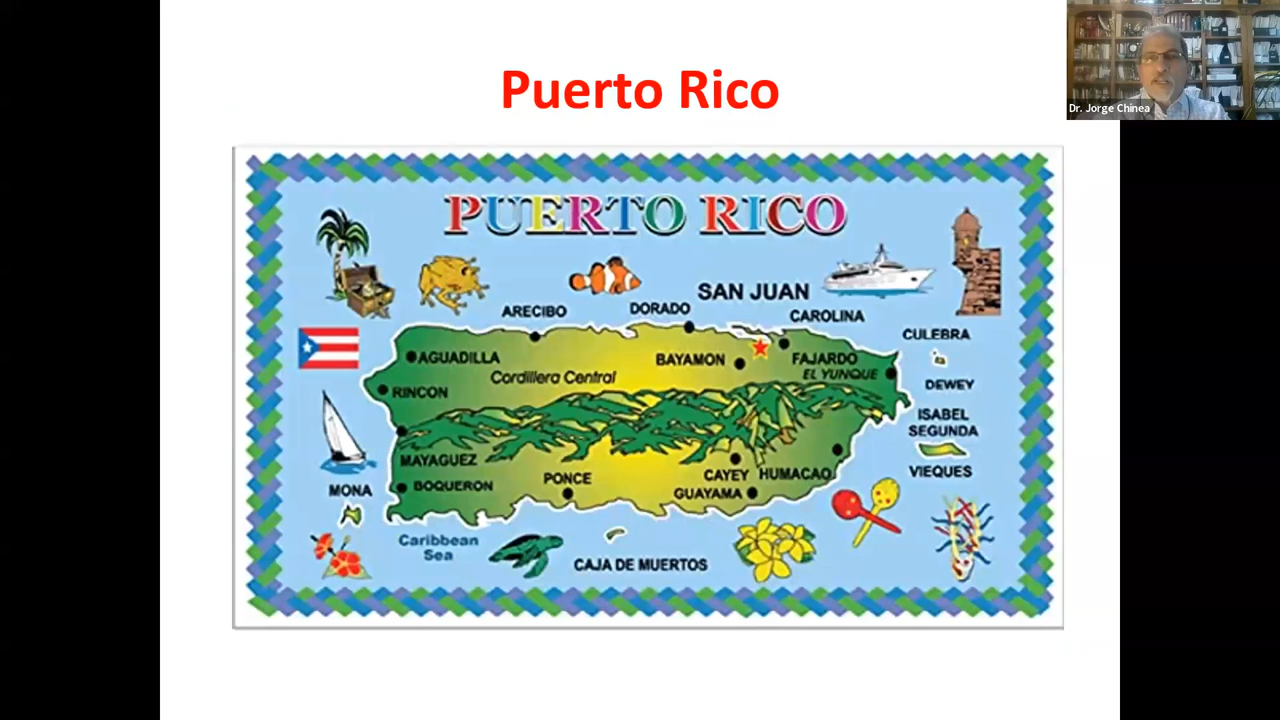 Puerto Rico
Dr. Jorge Chinea
PUERTO RICO
SAN JUAN
ARECIBO
DORADO
CAROLINA
CULEBRA
AGUADILLA
BAYAMON
FAJARDO
Cordillera Central
EL YUNQUE
DEWEY
RINCON
ISABEL
SEGUNDA
MAYAGUEZ
VIEQUES
PONCE
CAYEY
HUMACAO
BOQUERON
GUAYAMA
MONA
Caribbean
Sea
CAJA DE MUERTOS